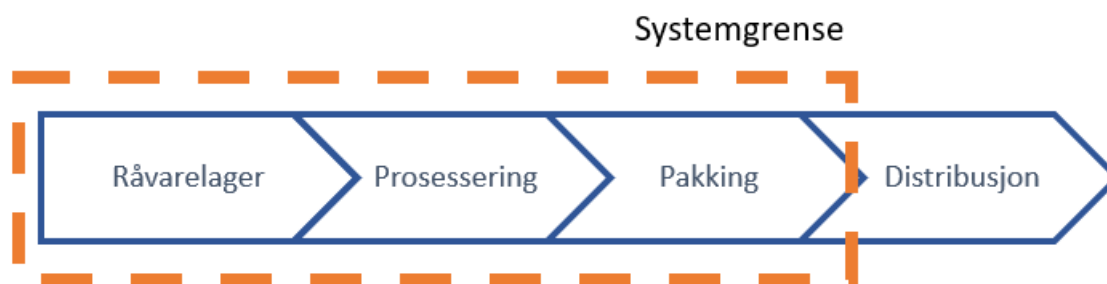 Systemgrense
Råvarelager
Prosessering
Pakking
Distribusjon